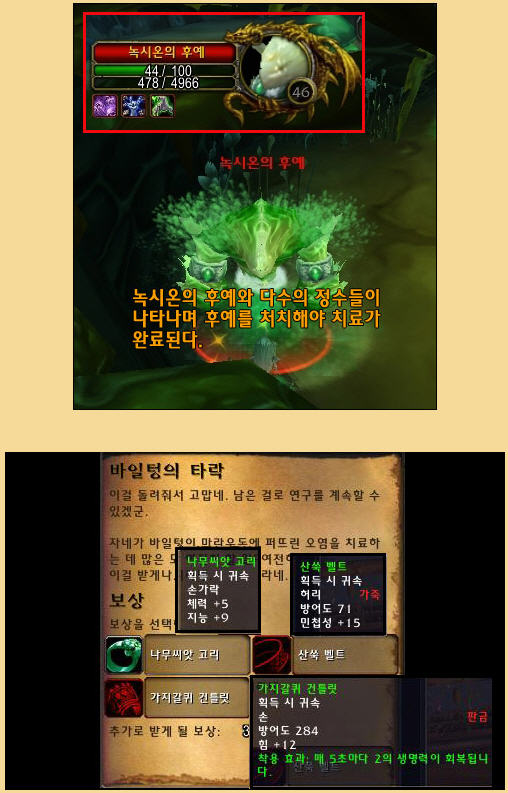 녹시온의 후예
44 / 100
478 / 4966
46
녹시온의 후예
녹시온의 후예와 다수의 정수들이
나타나며 후예를 처치해야 치료가
완료된다.
바일텅의 타락
이걸 돌려줘서 고맙네. 남은 걸로 연구를 계속할 수
있겠군.
자네가 바일텅이 마라우돈에 퍼뜨린 오염을 치료하
는 데 많은
이걸 받게나.
보상
보상을 선택
나무씨앗 고리
획득 시 귀속
손가락
체력 +5
지능 +9
산쑥 벨트
획득 시 귀속
허리 가죽
방어도 71
민첩성 +15
나무씨앗 고리
산쑥 벨트
가지갈퀴 건틀릿
추가로 받게 될 보상: 3
가지갈퀴 건틀릿
획득 시 귀속
손 판금
방어도 284
힘 +12
착용 효과: 매 5초마다 2의 생명력이 회복됩니
다.
산쑥 벨트